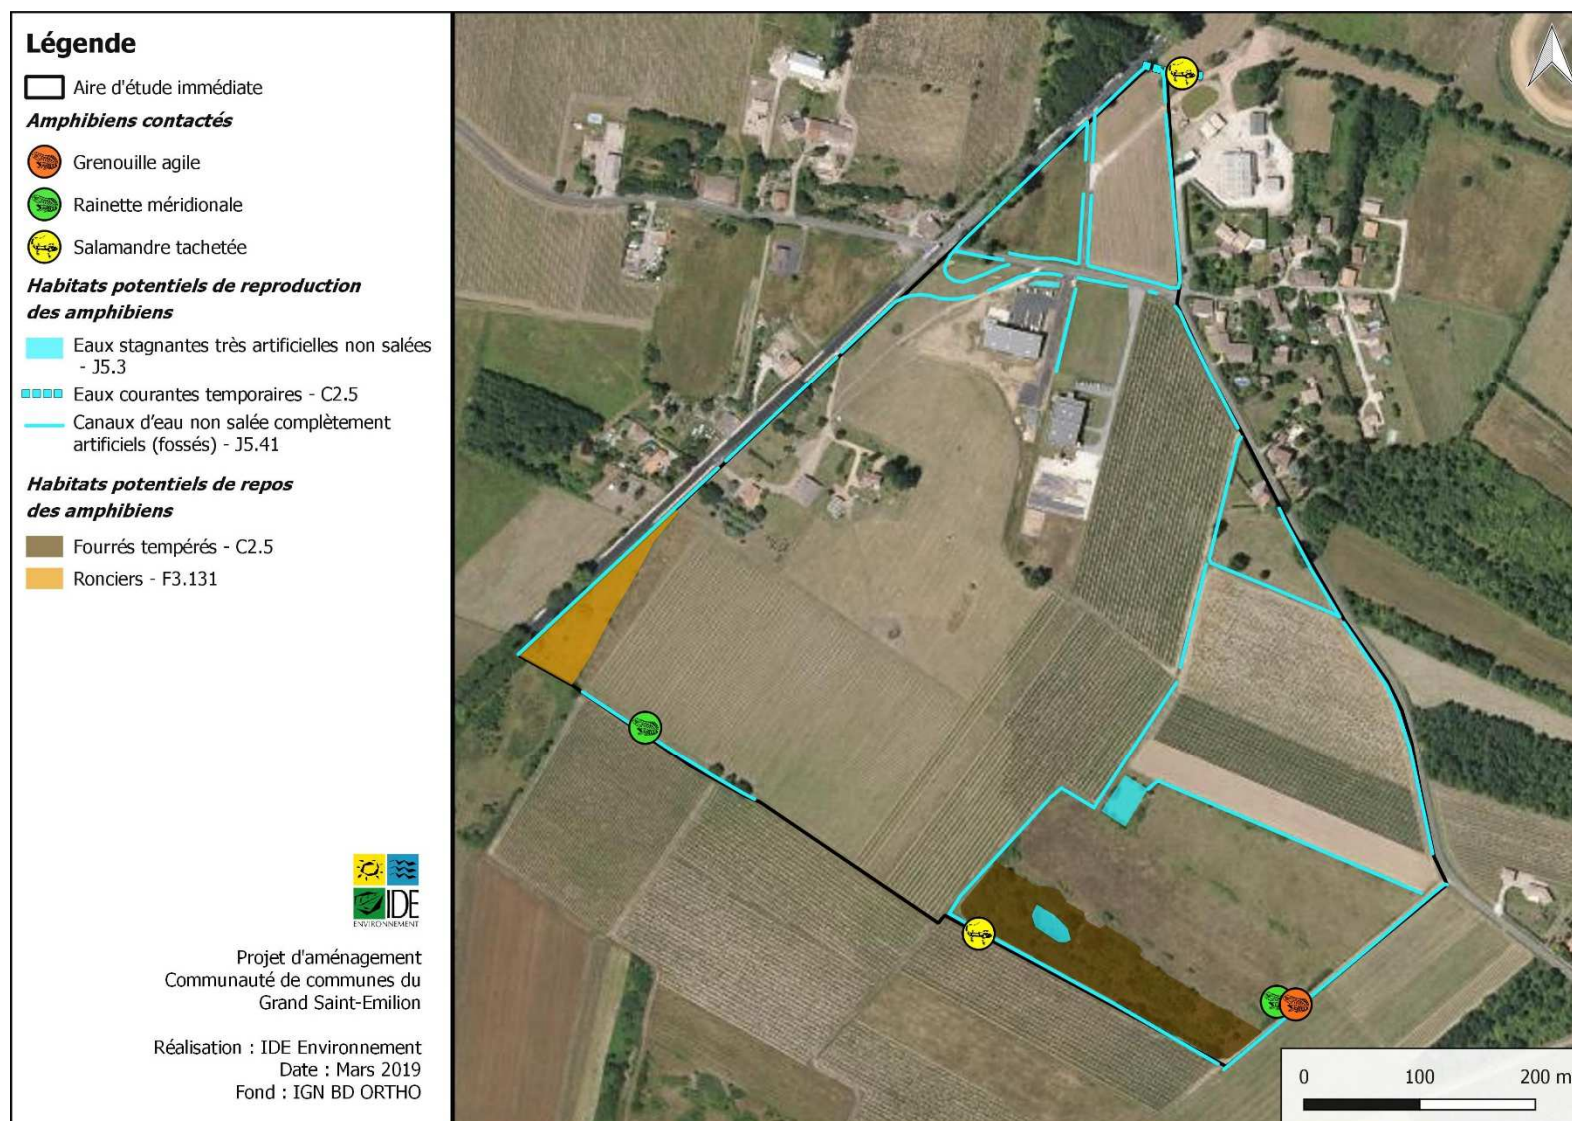 Légende
Aire d'étude immédiate
Amphibiens contactés
Grenouille agile
Rainette méridionale
Salamandre tachetée
Habitats potentiels de reproduction
des amphibiens
Eaux stagnantes très artificielles non salées
- J5.3
Eaux courantes temporaires - C2.5
Canaux d'eau non salée complètement
artificiels (fossés) - J5.41
Habitats potentiels de repos
des amphibiens
Fourrés tempérés - C2.5
Ronciers - F3.131
IDE
ENVIRONNEMENT
Projet d'aménagement
Communauté de communes du
Grand Saint-Emilion
Réalisation : IDE Environnement
Date : Mars 2019
Fond : IGN BD ORTHO
0 100 200 m